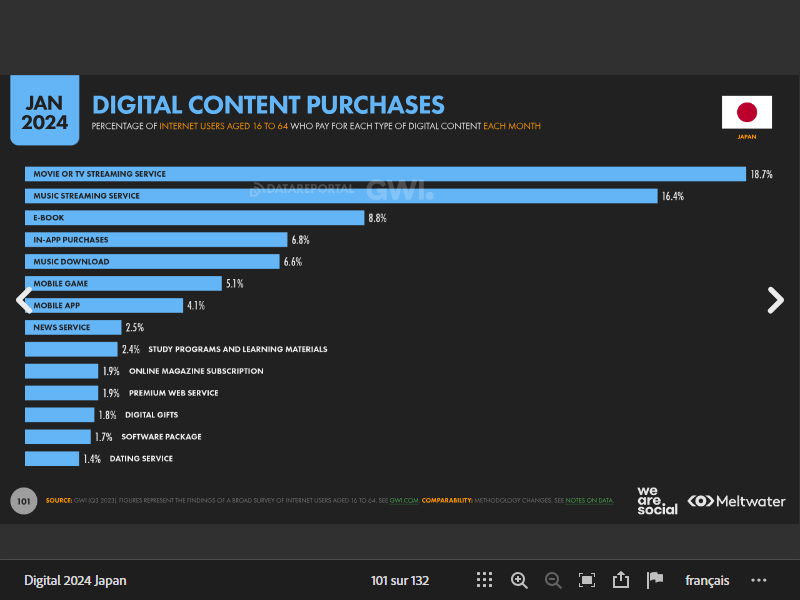 JAN
2024
DIGITAL CONTENT PURCHASES
PERCENTAGE OF INTERNET USERS AGED 16 TO 64 WHO PAY FOR EACH TYPE OF DIGITAL CONTENT EACH MONTH
JAPAN
MOVIE OR TV STREAMING SERVICE 18.7%
DATAREPORTAL GWI.
MUSIC STREAMING SERVICE 16.4%
E-BOOK 8.8%
IN-APP PURCHASES 6.8%
MUSIC DOWNLOAD 6.6%
MOBILE GAME 5.1%
MOBILE APP 4.1%
NEWS SERVICE 2.5%
2.4% STUDY PROGRAMS AND LEARNING MATERIALS
1.9% ONLINE MAGAZINE SUBSCRIPTION
1.9% PREMIUM WEB SERVICE
1.8% DIGITAL GIFTS
1.7% SOFTWARE PACKAGE
1.4% DATING SERVICE
101 SOURCE: GWI (Q3 2023). FIGURES REPRESENT THE FINDINGS OF A BROAD SURVEY OF INTERNET USERS AGED 16 TO 64. SEE GWI.COM. COMPARABILITY: METHODOLOGY CHANGES. SEE NOTES ON DATA.
we
are
social
Meltwater
Digital 2024 Japan 101 sur 132 français